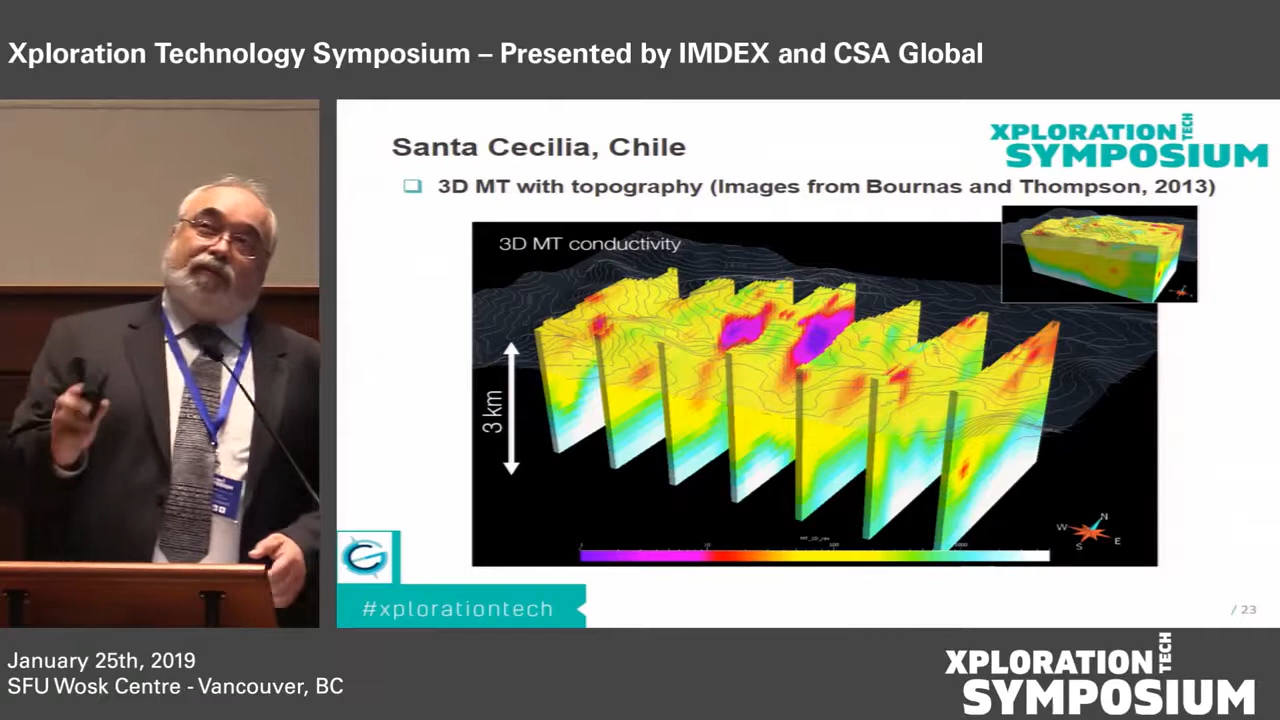 Xploration Technology Symposium – Presented by IMDEX and CSA Global
XPLORATION TECH
SYMPOSIUM
Santa Cecilia, Chile
3D MT with topography (Images from Bournas and Thompson, 2013)
3D MT conductivity
3 km
N
W
E
S
#xplorationtech
/ 23
January 25th, 2019
SFU Wosk Centre - Vancouver, BC
XPLORATION TECH
SYMPOSIUM